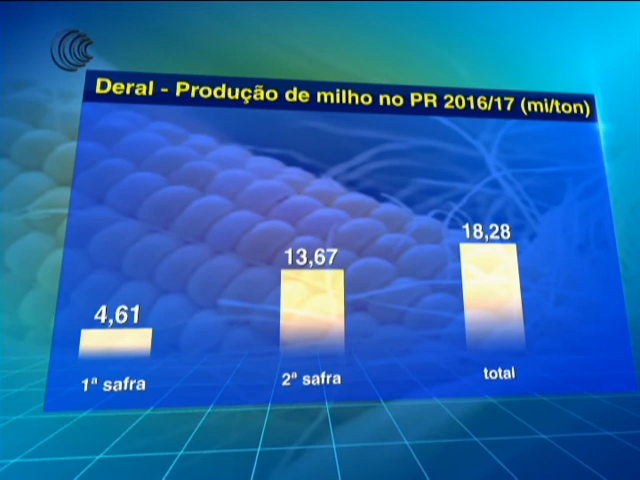 Deral - Produção de milho no PR 2016/17 (mi/ton)
4,61
13,67
18,28
1ª safra
2ª safra
total